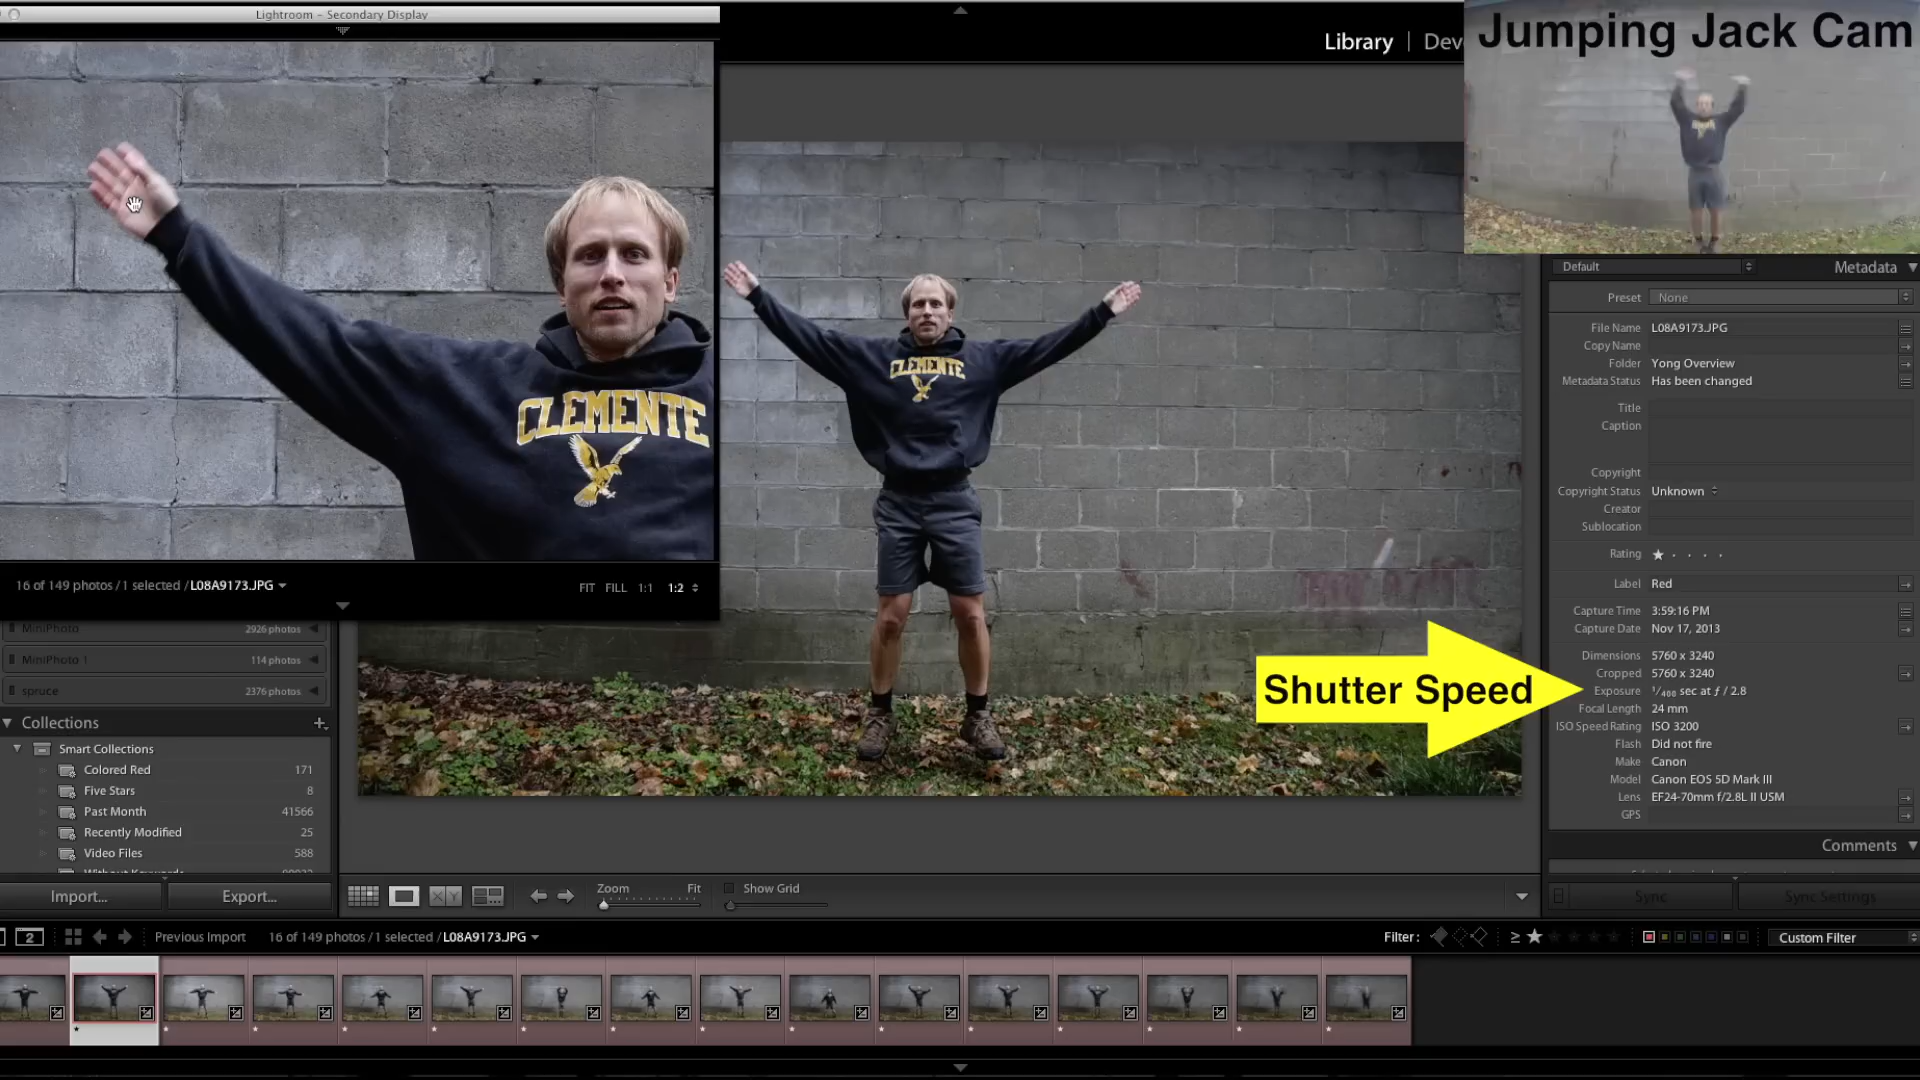 Lightroom - Secondary Display
Library | Dev
Jumping Jack Cam
CLEMENTE
CLEMENTE
16 of 149 photos / 1 selected / L08A9173.JPG
FIT FILL 1:1 1:2
MiniPhoto 2926 photos
MiniPhoto 1 114 photos
spruce 2376 photos
Collections
Smart Collections
Colored Red 171
Five Stars 8
Past Month 41566
Recently Modified 25
Video Files 588
Import... Export...
Default Metadata
Preset None
File Name L08A9173.JPG
Copy Name
Folder Yong Overview
Metadata Status Has been changed
Title
Caption
Copyright
Copyright Status Unknown
Creator
Sublocation
Rating
Label Red
Capture Time 3:59:16 PM
Capture Date Nov 17, 2013
Dimensions 5760 x 3240
Cropped 5760 x 3240
Shutter Speed
Exposure 1/400 sec at ƒ / 2.8
Focal Length 24 mm
ISO Speed Rating ISO 3200
Flash Did not fire
Make Canon
Model Canon EOS 5D Mark III
Lens EF24-70mm f/2.8L II USM
GPS
Comments
Zoom Fit Show Grid
Sync Sync Settings
2 Previous Import 16 of 149 photos / 1 selected / L08A9173.JPG
Filter: ≥ Custom Filter